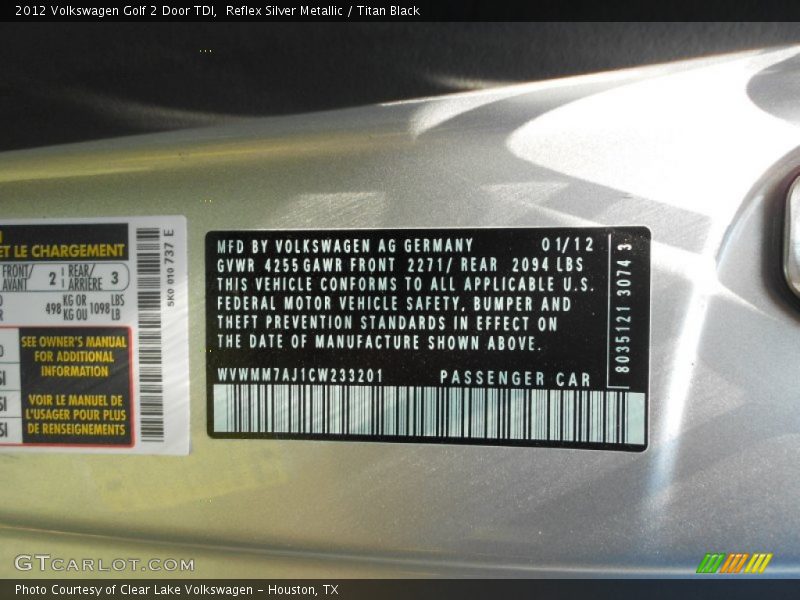 2012 Volkswagen Golf 2 Door TDI, Reflex Silver Metallic / Titan Black
ET LE CHARGEMENT
FRONT/ AVANT 2 REAR/ ARRIÈRE 3
498 KG OR KG OU 1098 LBS LB
SEE OWNER'S MANUAL
FOR ADDITIONAL
INFORMATION
VOIR LE MANUEL DE
L'USAGER POUR PLUS
DE RENSEIGNEMENTS
5K0 010 737 E
MFD BY VOLKSWAGEN AG GERMANY 01/12
GVWR 4255 GAWR FRONT 2271/ REAR 2094 LBS
THIS VEHICLE CONFORMS TO ALL APPLICABLE U.S.
FEDERAL MOTOR VEHICLE SAFETY, BUMPER AND
THEFT PREVENTION STANDARDS IN EFFECT ON
THE DATE OF MANUFACTURE SHOWN ABOVE.
WVWMM7AJ1CW233201 PASSENGER CAR
8035121 3074 3
GTCARLOT.COM
Photo Courtesy of Clear Lake Volkswagen - Houston, TX